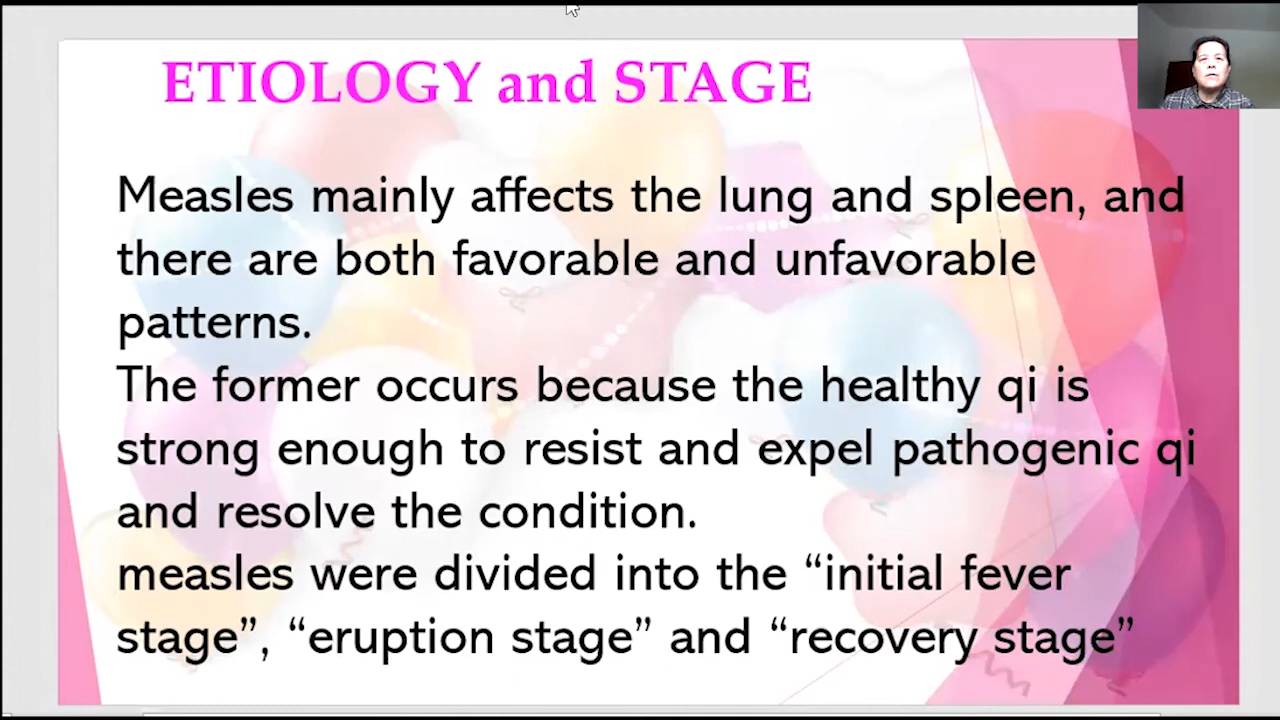 ETIOLOGY and STAGE
Measles mainly affects the lung and spleen, and
there are both favorable and unfavorable
patterns.
The former occurs because the healthy qi is
strong enough to resist and expel pathogenic qi
and resolve the condition.
measles were divided into the “initial fever
stage”, “eruption stage” and “recovery stage”